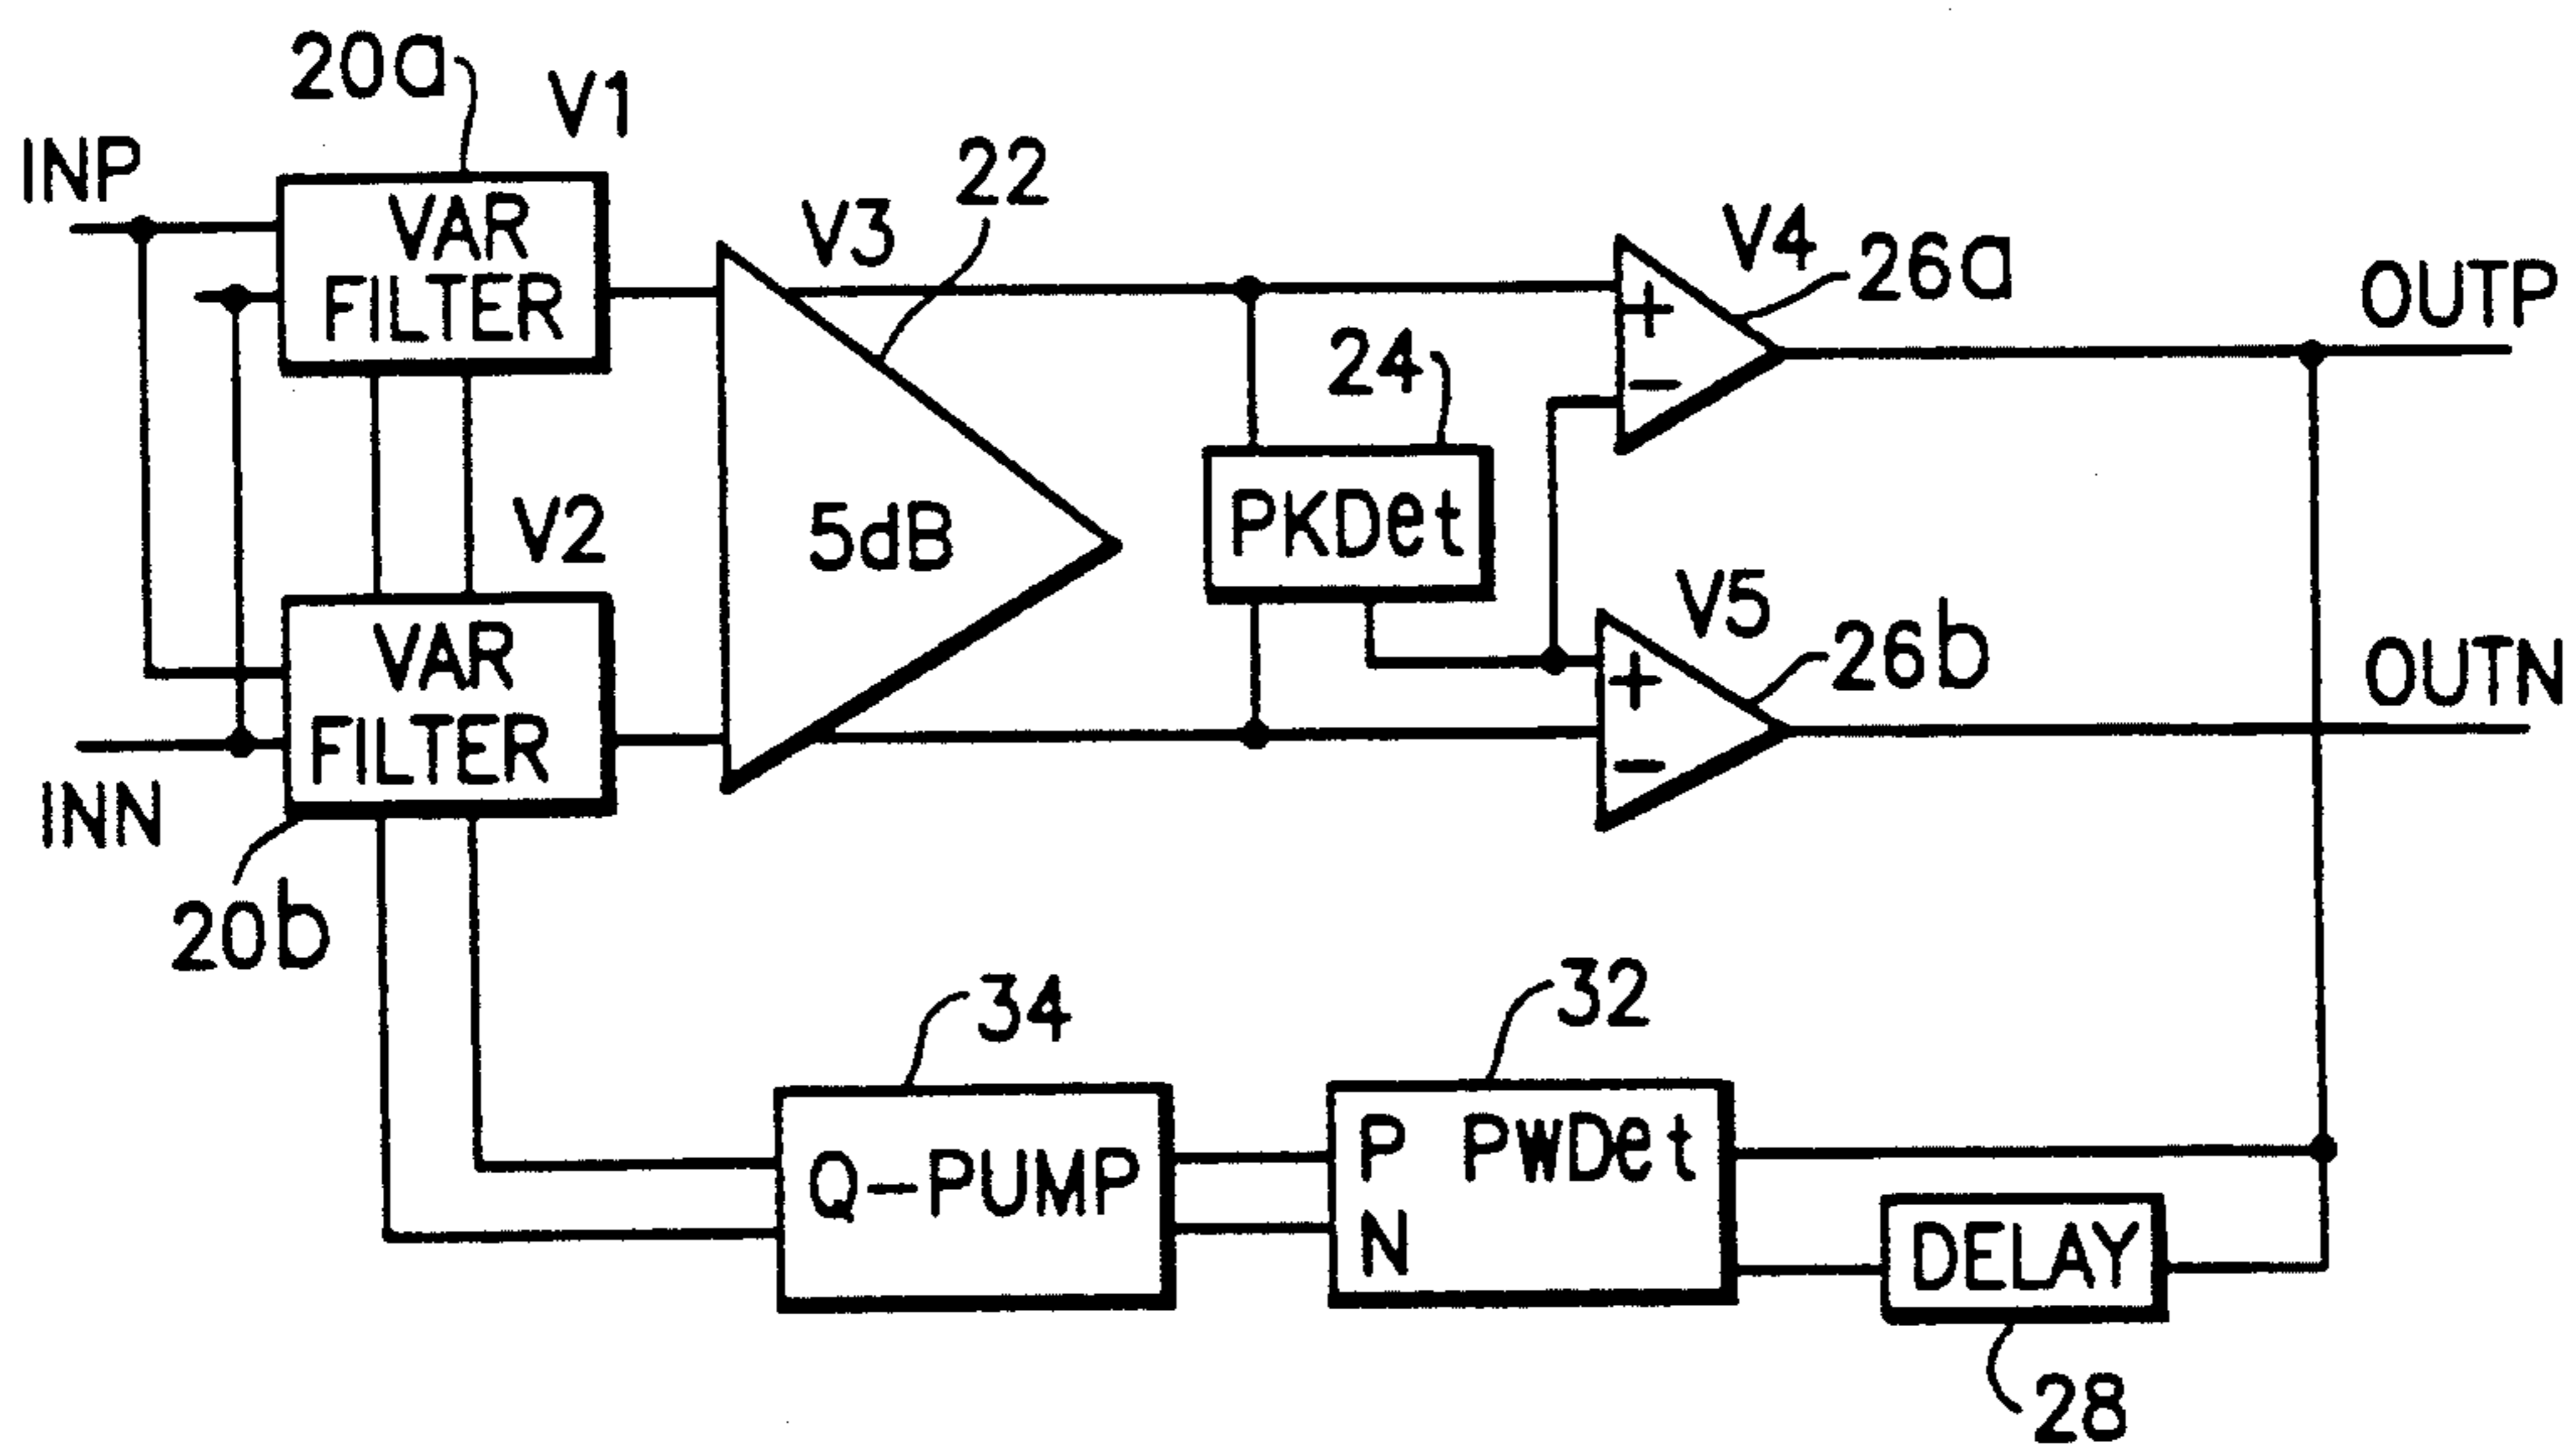 20a
V1
INP
VAR
FILTER
V3
22
V4
26a
OUTP
+
−
24
PKDet
5dB
V2
VAR
FILTER
V5
26b
OUTN
+
−
INN
20b
34
32
Q-PUMP
P PWDet
N
DELAY
28